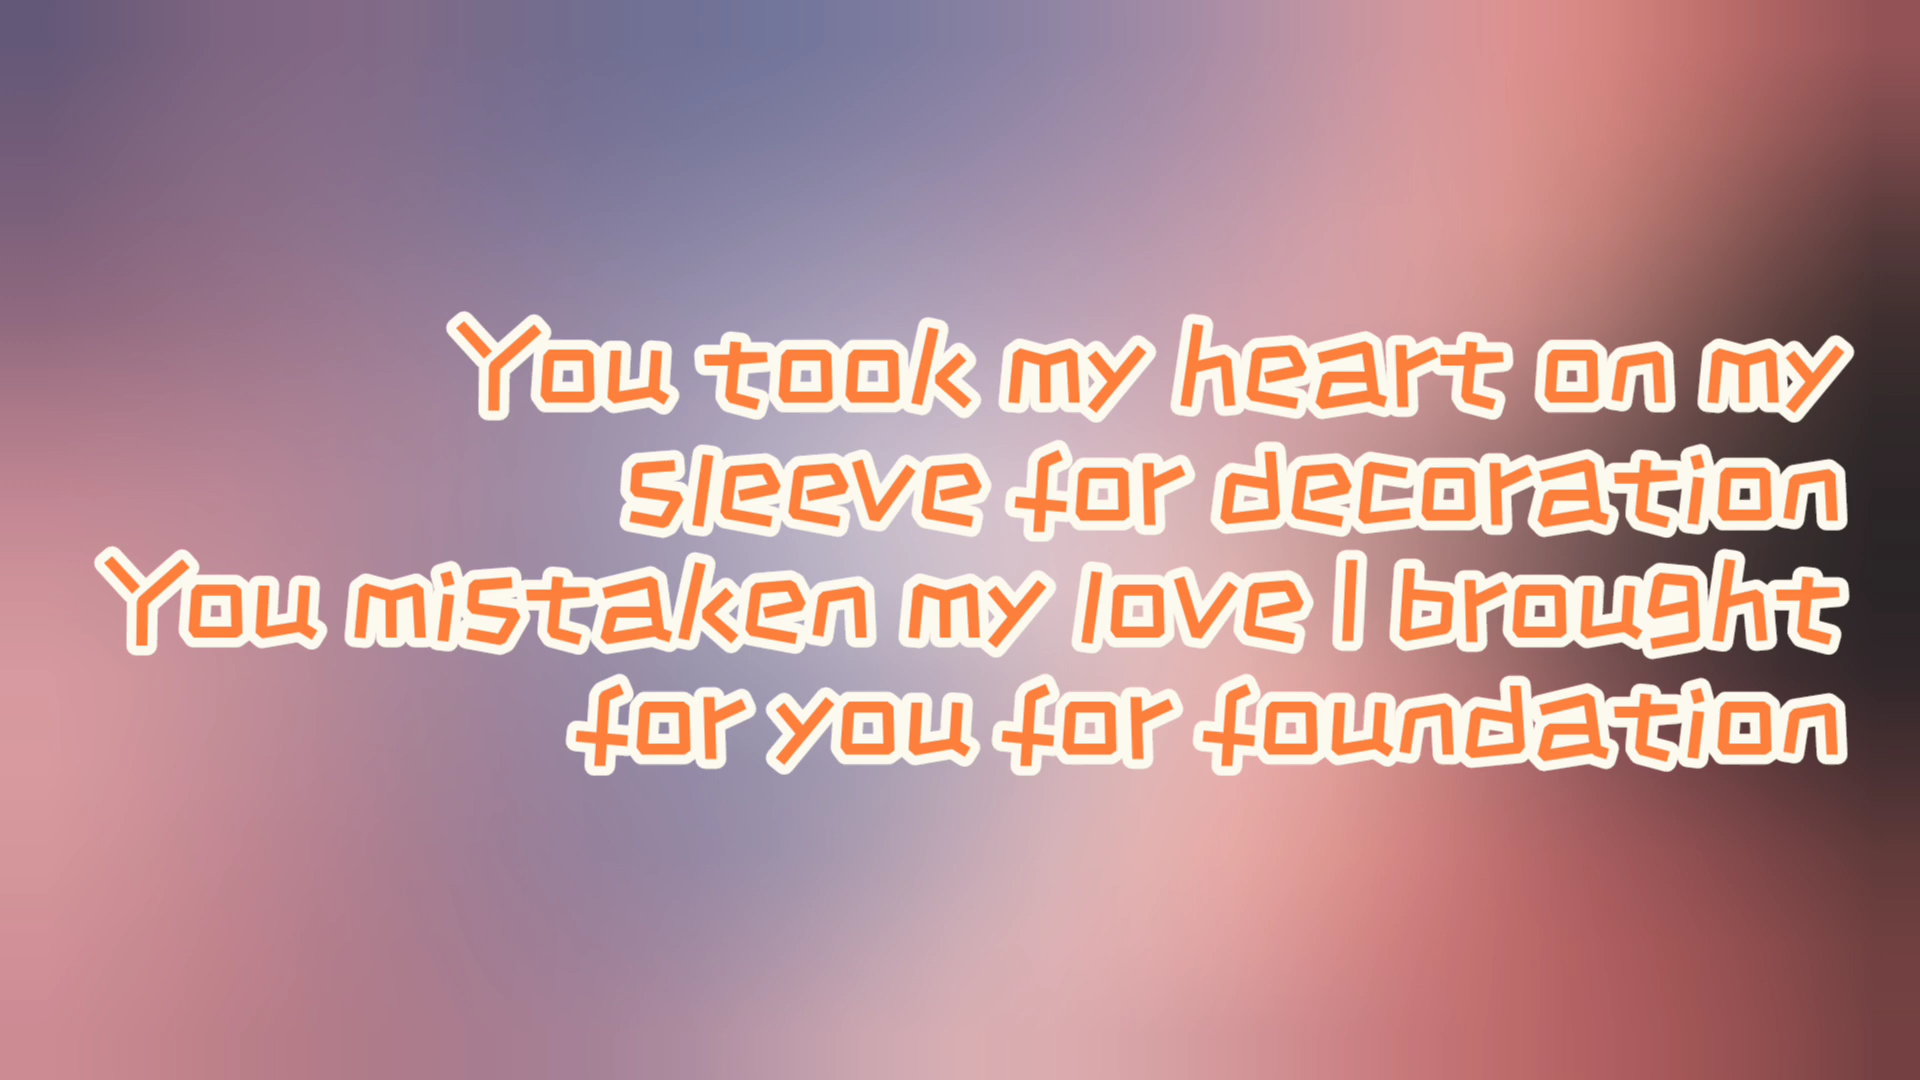 You took my heart on my
sleeve for decoration
You mistaken my love I brought
for you for foundation